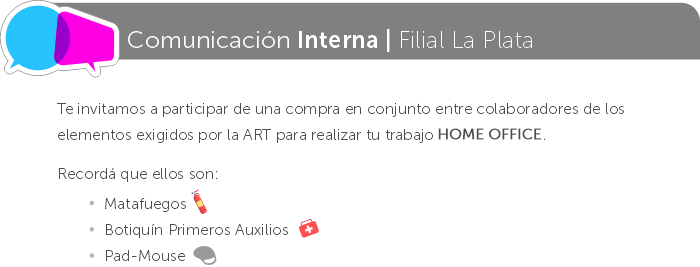 Comunicación Interna | Filial La Plata
Te invitamos a participar de una compra en conjunto entre colaboradores de los
elementos exigidos por la ART para realizar tu trabajo HOME OFFICE.
Recordá que ellos son:
• Matafuegos
• Botiquín Primeros Auxilios
• Pad-Mouse